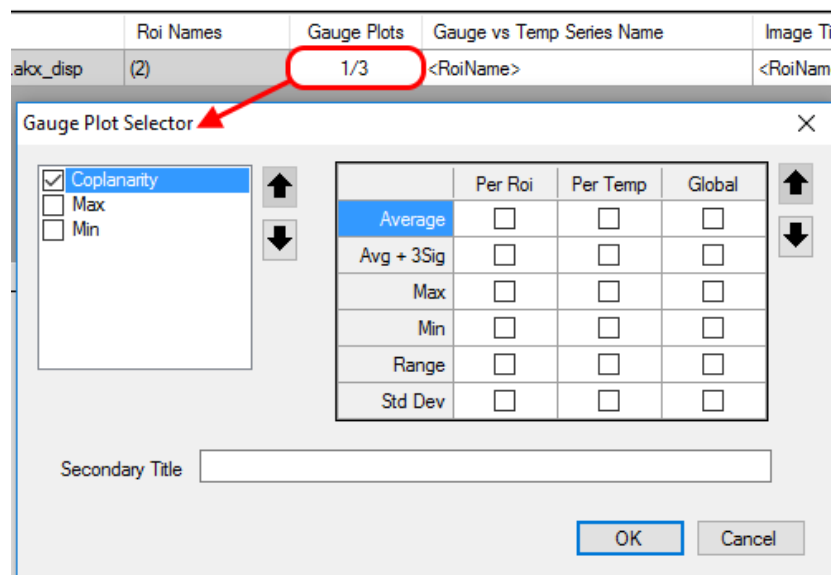 Roi Names Gauge Plots Gauge vs Temp Series Name Image Ti
.akx_disp (2) 1/3 <RoiName> <RoiNam
Gauge Plot Selector
Coplanarity
Max
Min
Per Roi Per Temp Global
Average
Avg + 3Sig
Max
Min
Range
Std Dev
Secondary Title
OK Cancel